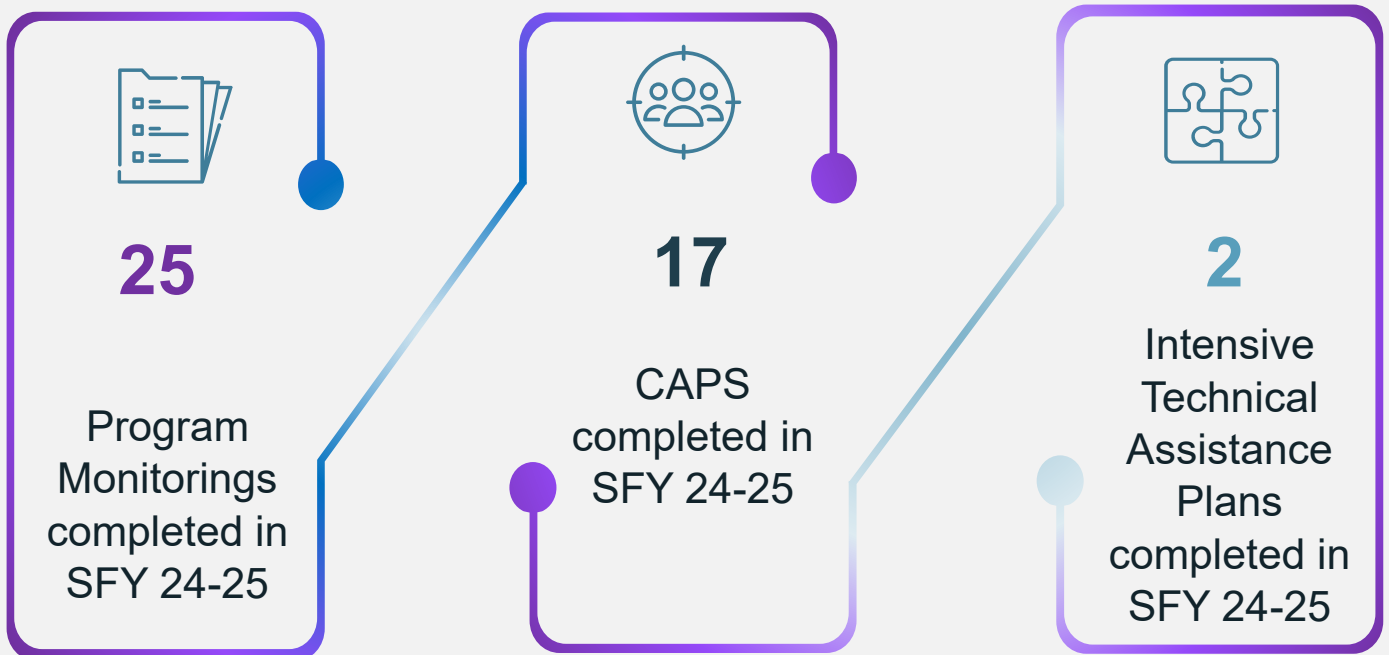 25
Program
Monitorings
completed in
SFY 24-25
17
CAPS
completed in
SFY 24-25
2
Intensive
Technical
Assistance
Plans
completed in
SFY 24-25